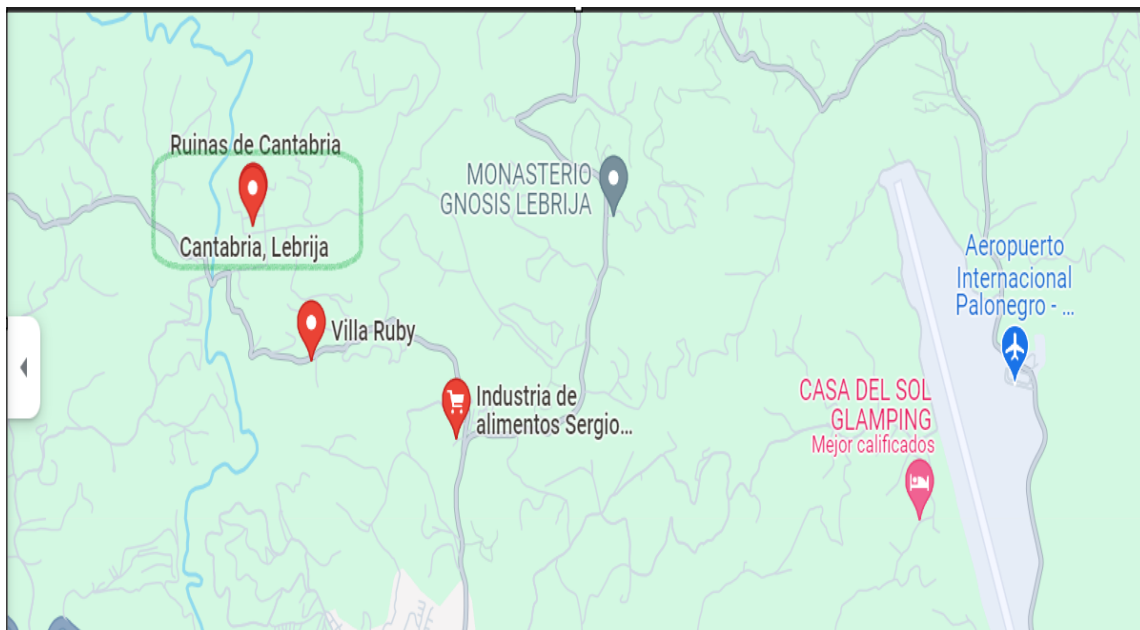 Ruinas de Cantabria
Cantabria, Lebrija
MONASTERIO
GNOSIS LEBRIJA
Aeropuerto
Internacional
Palonegro - ...
Villa Ruby
Industria de
alimentos Sergio...
CASA DEL SOL
GLAMPING
Mejor calificados